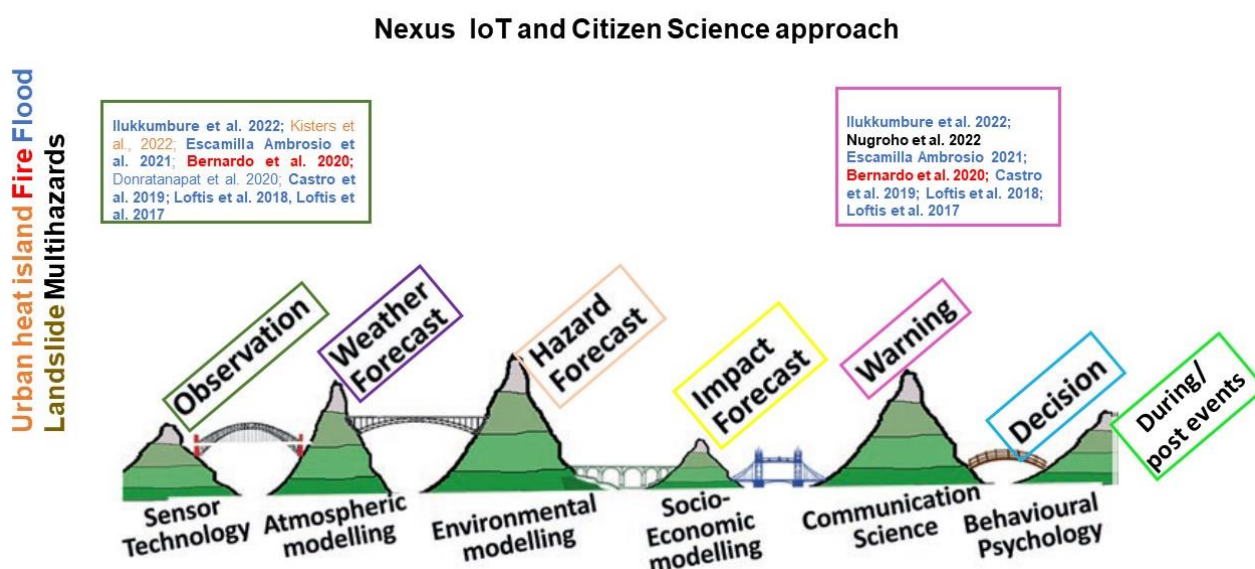 Nexus IoT and Citizen Science approach
Urban heat island Fire Flood
Landslide Multihazards
Ilukkumbure et al. 2022; Kisters et
al., 2022; Escamilla Ambrosio et
al. 2021; Bernardo et al. 2020;
Donratanapat et al. 2020; Castro et
al. 2019; Loftis et al. 2018, Loftis et
al. 2017
Ilukkumbure et al. 2022;
Nugroho et al. 2022
Escamilla Ambrosio 2021;
Bernardo et al. 2020; Castro
et al. 2019; Loftis et al. 2018;
Loftis et al. 2017
Observation
Weather
Forecast
Hazard
Forecast
Impact
Forecast
Warning
Decision
During/
post events
Sensor
Technology
Atmospheric
modelling
Environmental
modelling
Socio-
Economic
modelling
Communication
Science
Behavioural
Psychology